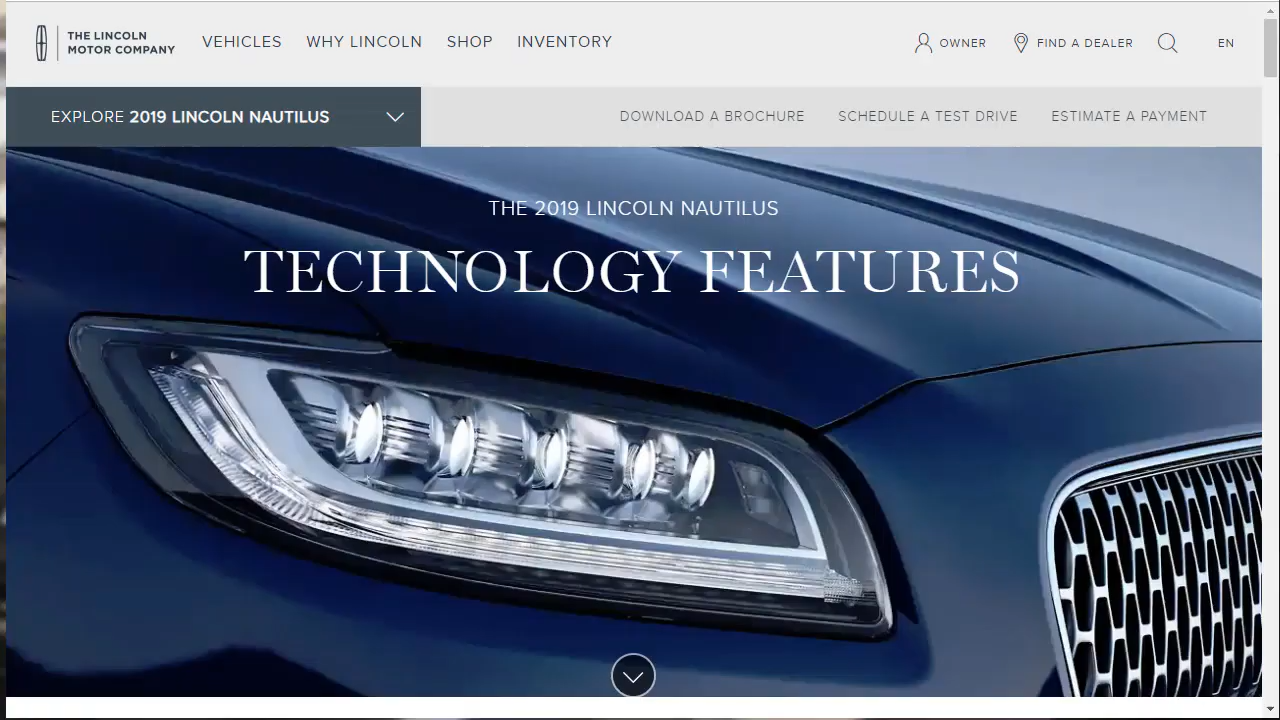 THE LINCOLN
MOTOR COMPANY
VEHICLES
WHY LINCOLN
SHOP
INVENTORY
OWNER
FIND A DEALER
EN
EXPLORE 2019 LINCOLN NAUTILUS
DOWNLOAD A BROCHURE
SCHEDULE A TEST DRIVE
ESTIMATE A PAYMENT
THE 2019 LINCOLN NAUTILUS
TECHNOLOGY FEATURES